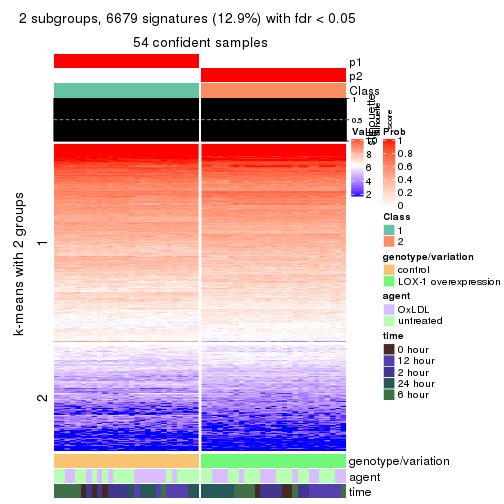 2 subgroups, 6679 signatures (12.9%) with fdr < 0.05
54 confident samples
p1
p2
Class
1
0.5
silhouette
score
k-means with 2 groups
1
2
Prob
8
6
4
2
1
0.8
0.6
0.4
0.2
0
Class
1
2
genotype/variation
control
LOX-1 overexpression
agent
OxLDL
untreated
time
0 hour
12 hour
2 hour
24 hour
6 hour
genotype/variation
agent
time